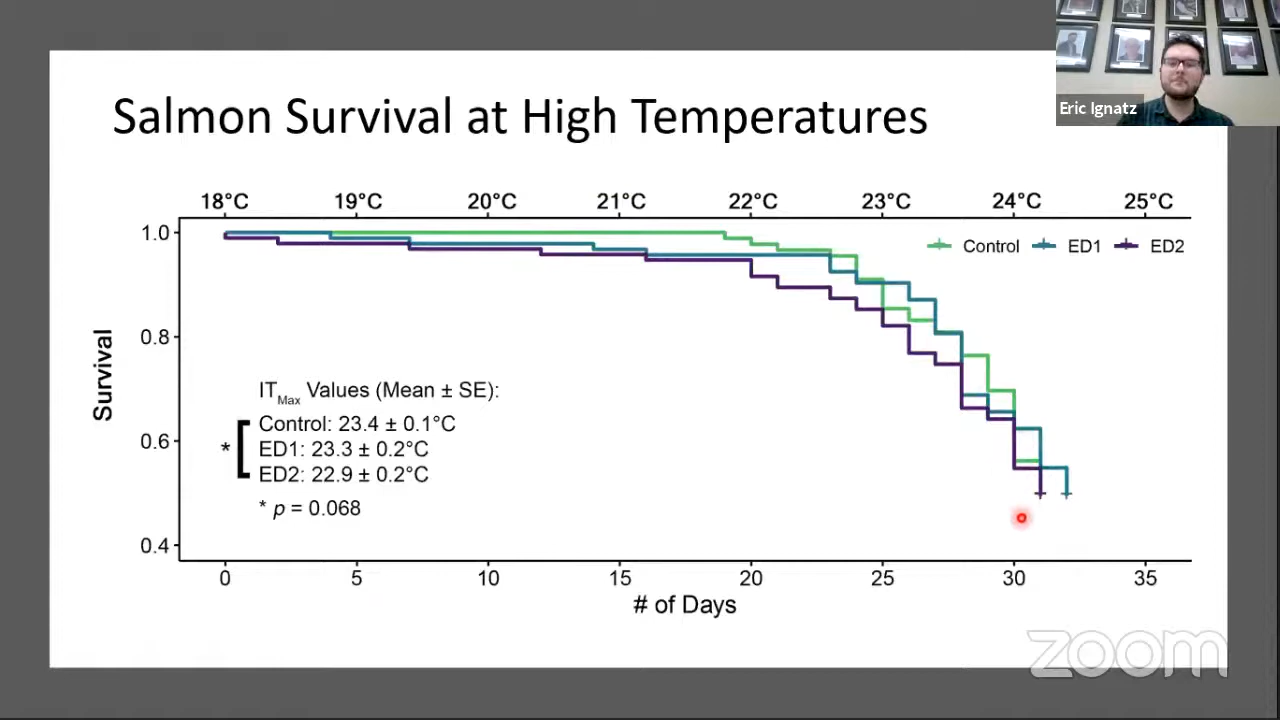 Eric Ignatz
Salmon Survival at High Temperatures
18°C 19°C 20°C 21°C 22°C 23°C 24°C 25°C
Control ED1 ED2
1.0
0.8
0.6
0.4
Survival
IT_Max Values (Mean ± SE):
Control: 23.4 ± 0.1°C
* ED1: 23.3 ± 0.2°C
ED2: 22.9 ± 0.2°C
* p = 0.068
0 5 10 15 20 25 30 35
# of Days
zoom